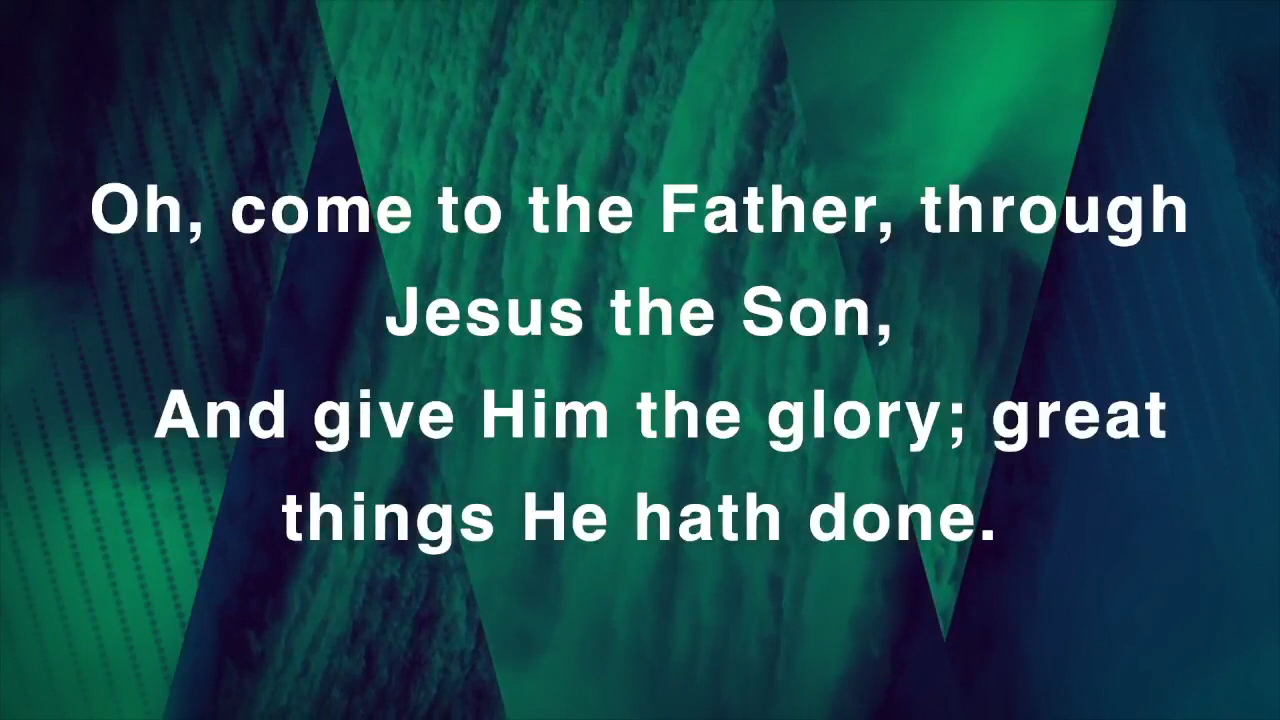 Oh, come to the Father, through
Jesus the Son,
And give Him the glory; great
things He hath done.